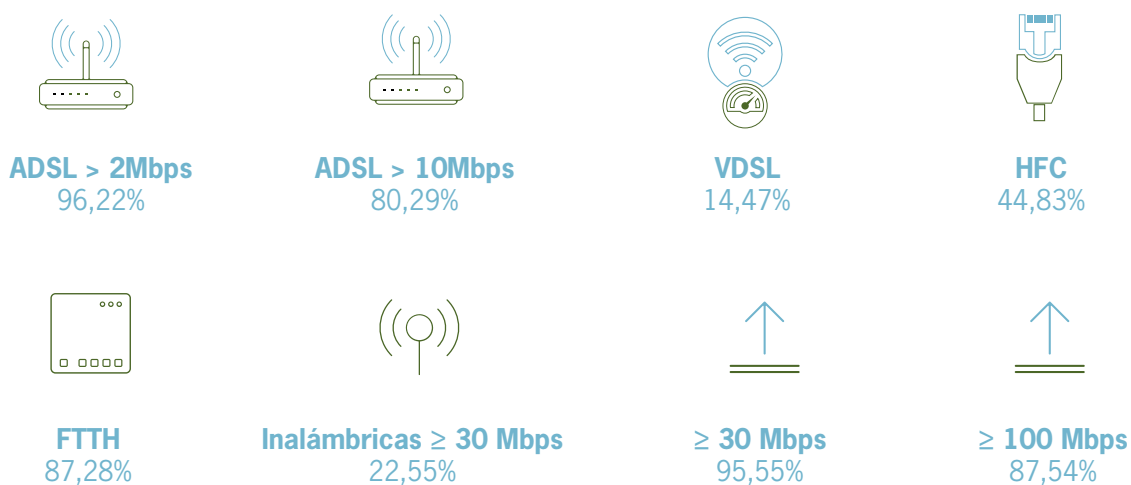 ADSL > 2Mbps
96,22%
ADSL > 10Mbps
80,29%
VDSL
14,47%
HFC
44,83%
FTTH
87,28%
Inalámbricas ≥ 30 Mbps
22,55%
≥ 30 Mbps
95,55%
≥ 100 Mbps
87,54%